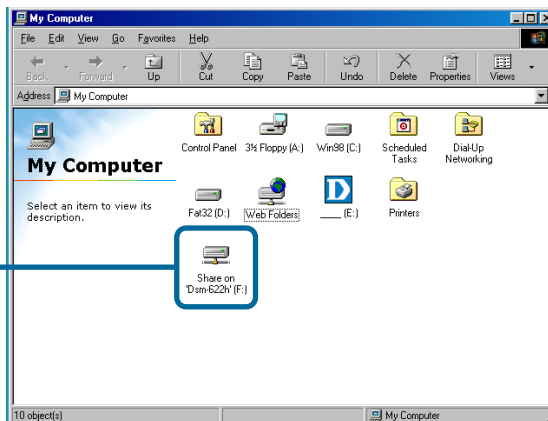 My Computer
File Edit View Go Favorites Help
Back Forward Up Cut Copy Paste Undo Delete Properties Views
Address My Computer
My Computer
Select an item to view its
description.
Control Panel 3½ Floppy (A:) Win98 (C:) Scheduled
Tasks Dial-Up
Networking
Fat32 (D:) Web Folders ____ (E:) Printers
Share on
'Dsm-622h' (F:)
10 object(s) My Computer